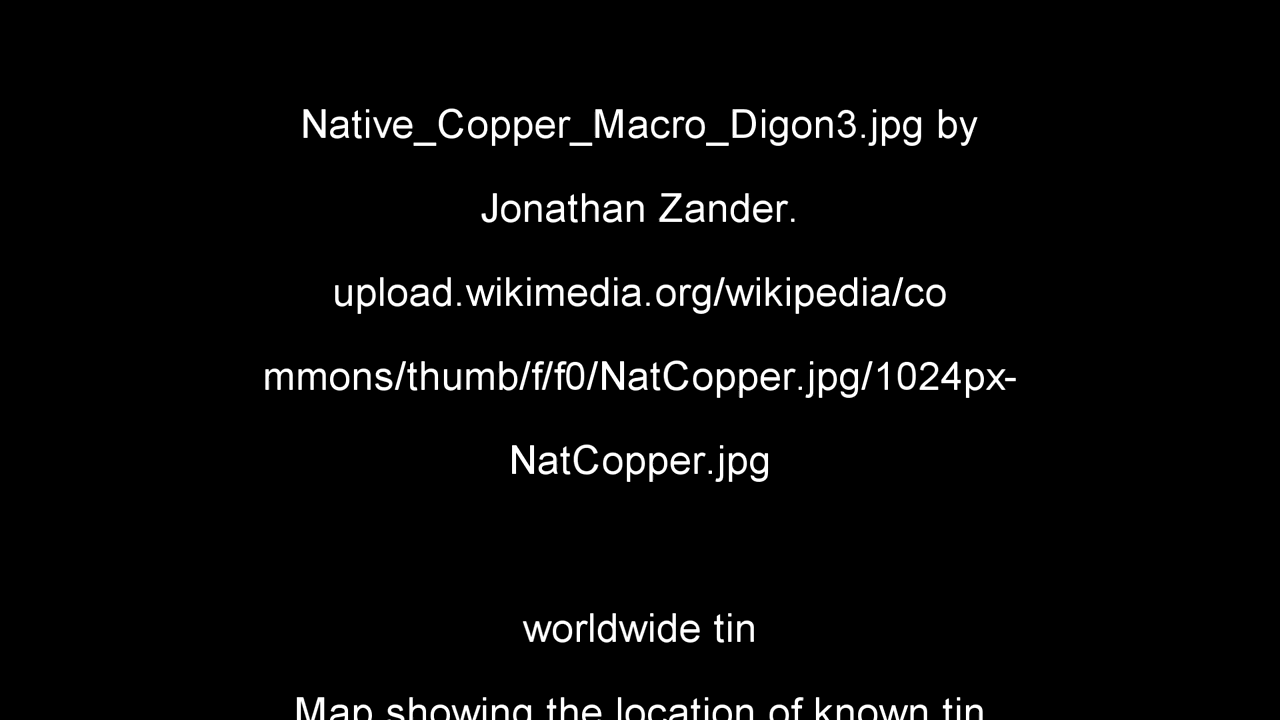 Native_Copper_Macro_Digon3.jpg by
Jonathan Zander.
upload.wikimedia.org/wikipedia/co
mmons/thumb/f/f0/NatCopper.jpg/1024px-
NatCopper.jpg
worldwide tin
Map showing the location of known tin